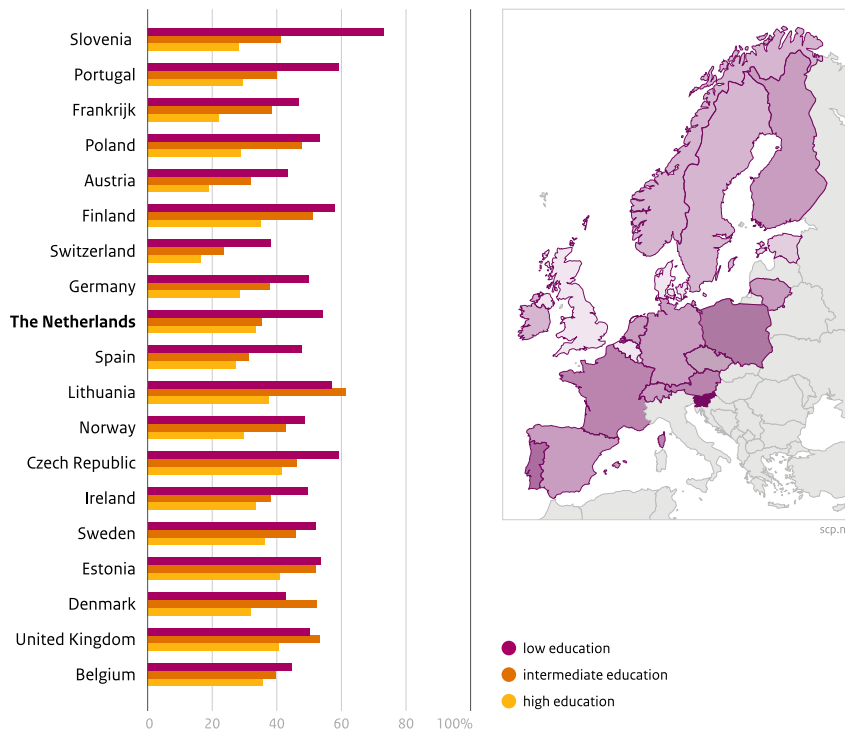 Slovenia
Portugal
Frankrijk
Poland
Austria
Finland
Switzerland
Germany
The Netherlands
Spain
Lithuania
Norway
Czech Republic
Ireland
Sweden
Estonia
Denmark
United Kingdom
Belgium
0 20 40 60 80 100%
scp.n
low education
intermediate education
high education